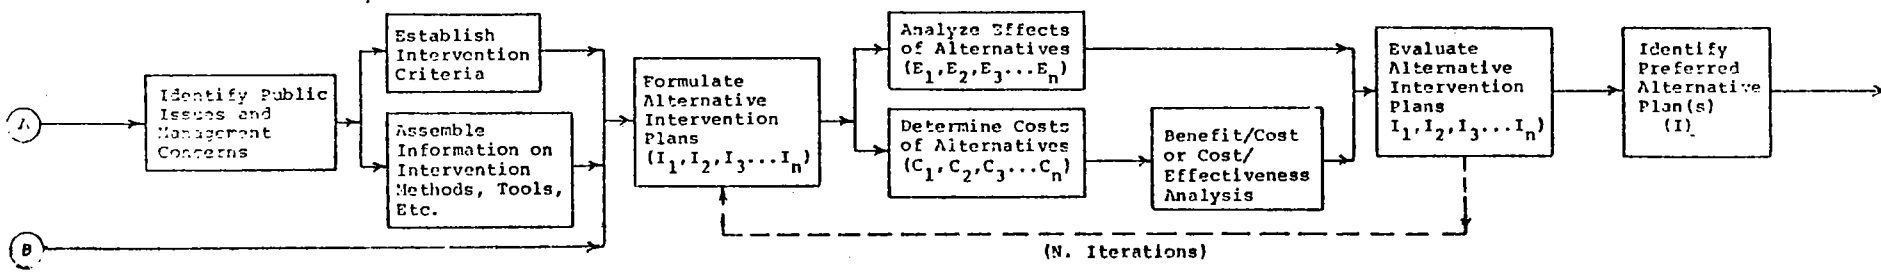 A
Identify Public
Issues and
Management
Concerns
Establish
Intervention
Criteria
Assemble
Information on
Intervention
Methods, Tools,
Etc.
B
Formulate
Alternative
Intervention
Plans
(I1,I2,I3...In)
Analyze Effects
of Alternatives
(E1,E2,E3...En)
Determine Costs
of Alternatives
(C1,C2,C3...Cn)
Benefit/Cost
or Cost/
Effectiveness
Analysis
Evaluate
Alternative
Intervention
Plans
I1,I2,I3...In)
Identify
Preferred
Alternative
Plan(s)
(I)
(N. Iterations)